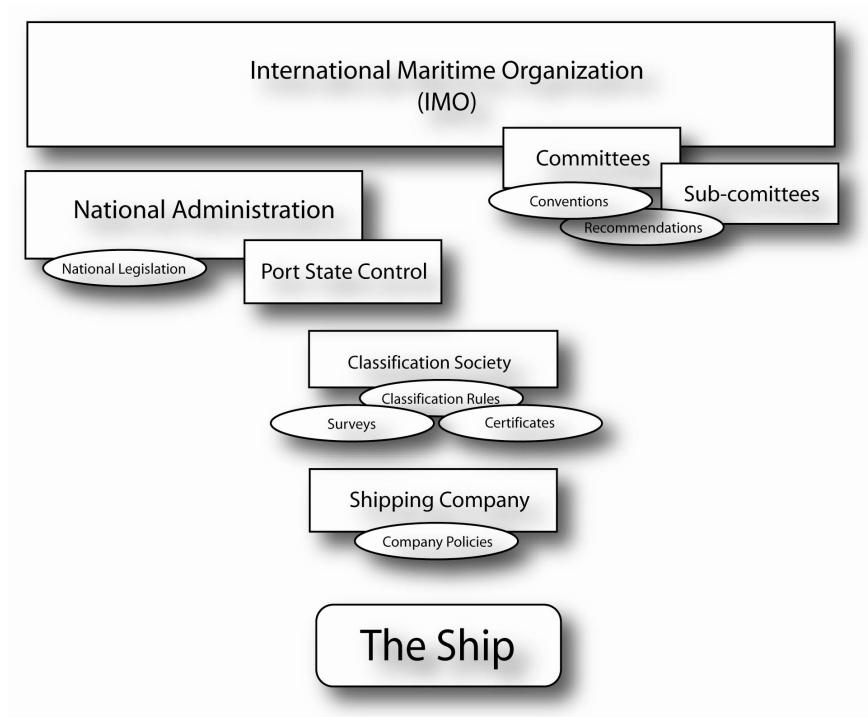 International Maritime Organization
(IMO)
Committees
Conventions
Sub-comittees
Recommendations
National Administration
National Legislation
Port State Control
Classification Society
Classification Rules
Surveys
Certificates
Shipping Company
Company Policies
The Ship